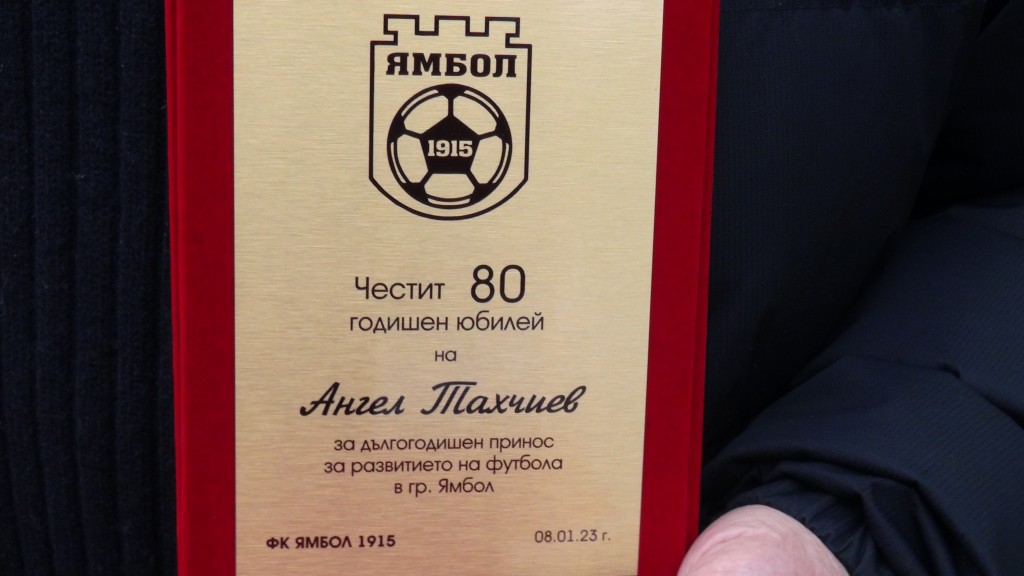 ЯМБОЛ
1915
Честит 80
годишен юбилей
на
Ангел Тахчиев
за дългогодишен принос
за развитието на футбола
в гр. Ямбол
ФК ЯМБОЛ 1915
08.01.23 г.